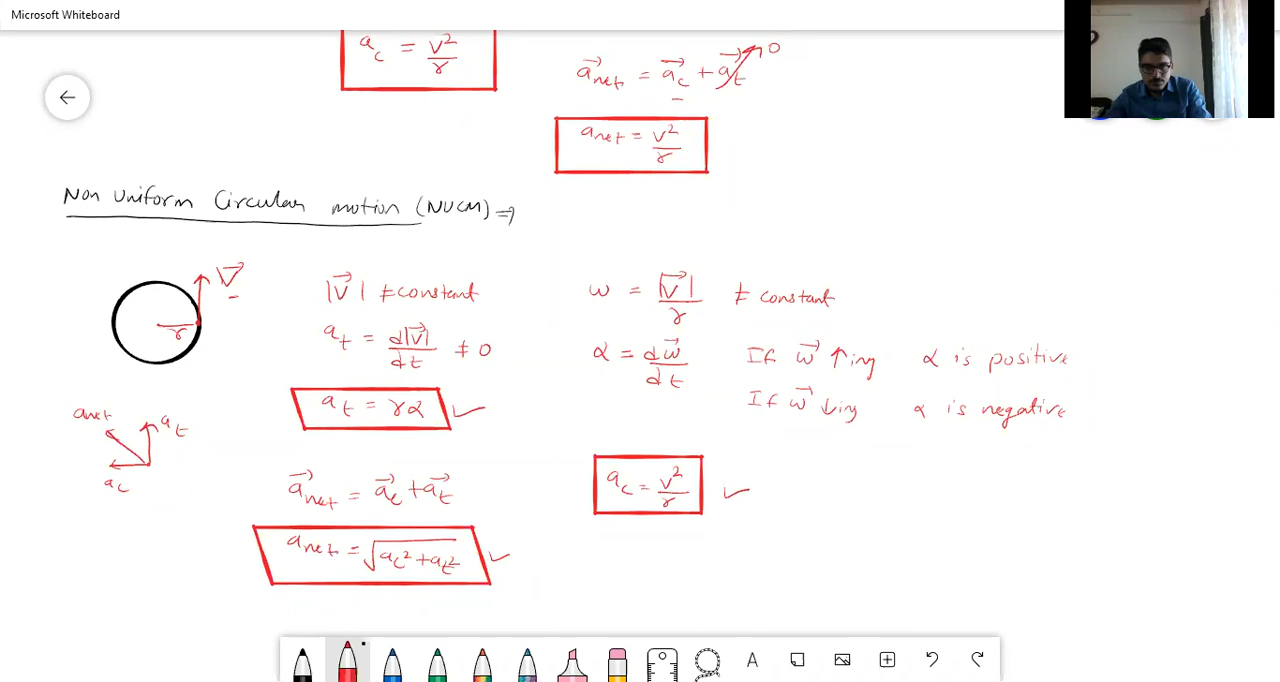 Microsoft Whiteboard
a_c = v²/r
a⃗_net = a⃗_c + a⃗_t 0
a_net = v²/r
Non Uniform Circular motion (NUCM) ⇒
V⃗
r
|V⃗| ≠ constant
ω = |V⃗|/r ≠ constant
a_t = d|V⃗|/dt ≠ 0
α = dω⃗/dt
If ω⃗ ↑ing α is positive
If ω⃗ ↓ing α is negative
a_t = rα ✓
a_net
a_t
a_c
a⃗_net = a⃗_c + a⃗_t
a_c = v²/r ✓
a_net = √(a_c² + a_t²) ✓
A